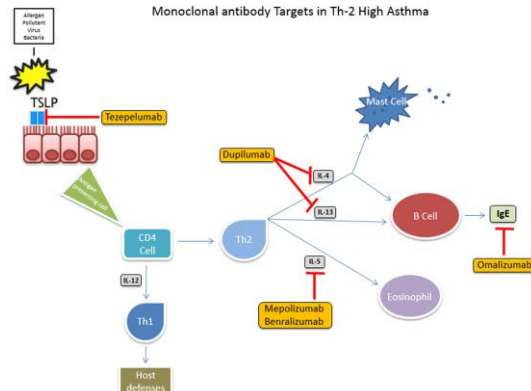 Monoclonal antibody Targets in Th-2 High Asthma
Allergen
Pollutant
Virus
Bacteria
TSLP
Tezepelumab
Mast Cell
Dupilumab
IL-4
Antigen
presenting cell
IL-13
B Cell
IgE
CD4
Cell
Th2
IL-5
Omalizumab
IL-12
Mepolizumab
Benralizumab
Eosinophil
Th1
Host
defenses